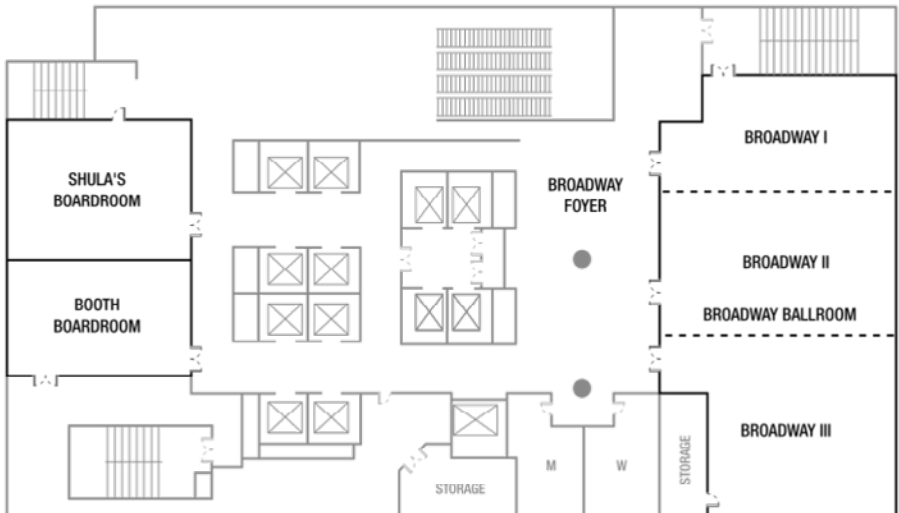 BROADWAY I
SHULA'S
BOARDROOM
BROADWAY
FOYER
BROADWAY II
BOOTH
BOARDROOM
BROADWAY BALLROOM
BROADWAY III
M
W
STORAGE
STORAGE